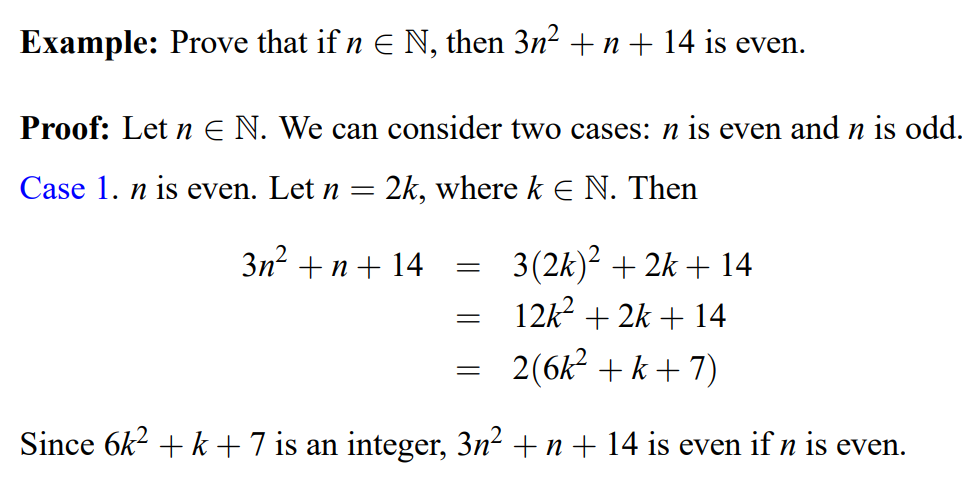 Example: Prove that if n ∈ ℕ, then 3n² + n + 14 is even.
Proof: Let n ∈ ℕ. We can consider two cases: n is even and n is odd.
Case 1. n is even. Let n = 2k, where k ∈ ℕ. Then
3n² + n + 14 = 3(2k)² + 2k + 14
= 12k² + 2k + 14
= 2(6k² + k + 7)
Since 6k² + k + 7 is an integer, 3n² + n + 14 is even if n is even.